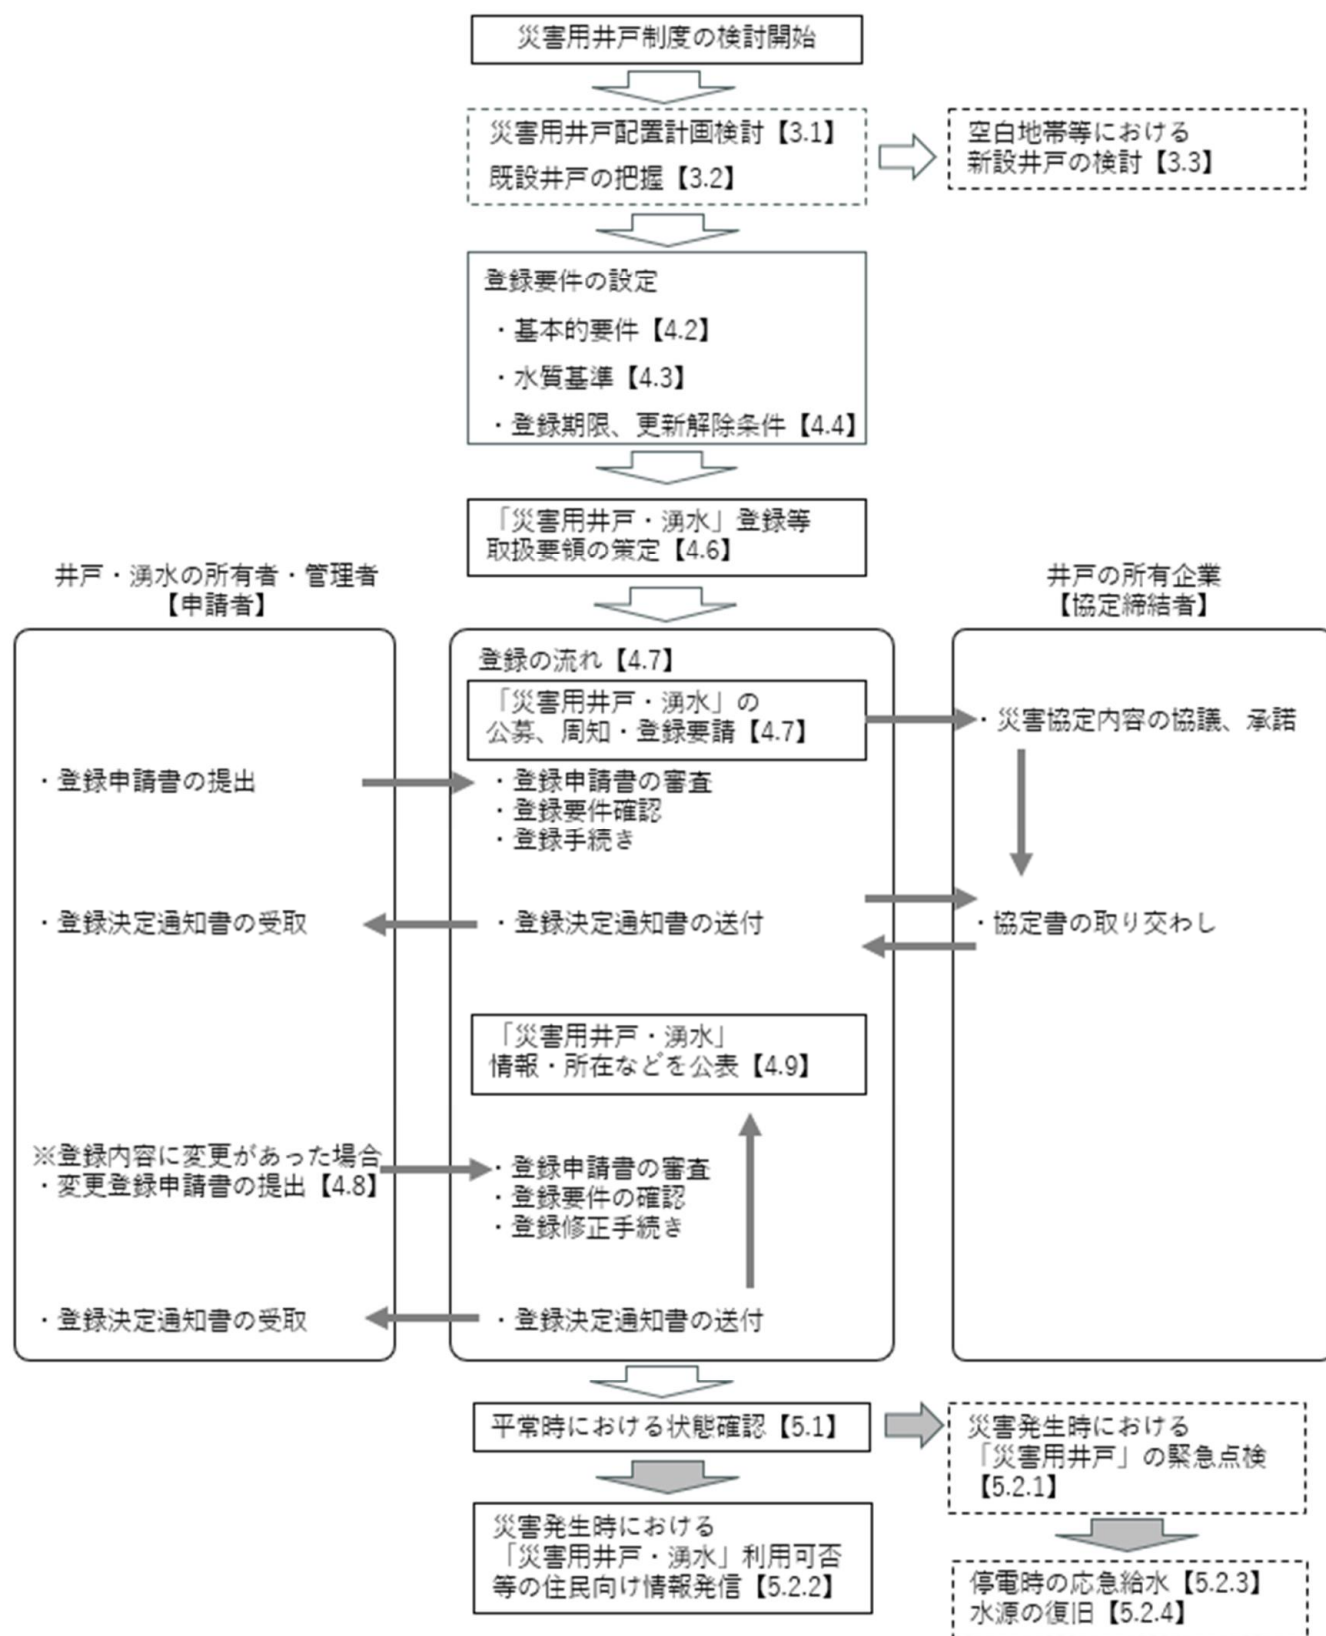 災害用井戸制度の検討開始
災害用井戸配置計画検討【3.1】
既設井戸の把握【3.2】
空白地帯等における
新設井戸の検討【3.3】
登録要件の設定
・基本的要件【4.2】
・水質基準【4.3】
・登録期限、更新解除条件【4.4】
「災害用井戸・湧水」登録等
取扱要領の策定【4.6】
井戸・湧水の所有者・管理者
【申請者】
井戸の所有企業
【協定締結者】
登録の流れ【4.7】
「災害用井戸・湧水」の
公募、周知・登録要請【4.7】
・災害協定内容の協議、承諾
・登録申請書の提出
・登録申請書の審査
・登録要件確認
・登録手続き
・登録決定通知書の受取
・登録決定通知書の送付
・協定書の取り交わし
「災害用井戸・湧水」
情報・所在などを公表【4.9】
※登録内容に変更があった場合
・変更登録申請書の提出【4.8】
・登録申請書の審査
・登録要件の確認
・登録修正手続き
・登録決定通知書の受取
・登録決定通知書の送付
平常時における状態確認【5.1】
災害発生時における
「災害用井戸」の緊急点検
【5.2.1】
災害発生時における
「災害用井戸・湧水」利用可否
等の住民向け情報発信【5.2.2】
停電時の応急給水【5.2.3】
水源の復旧【5.2.4】